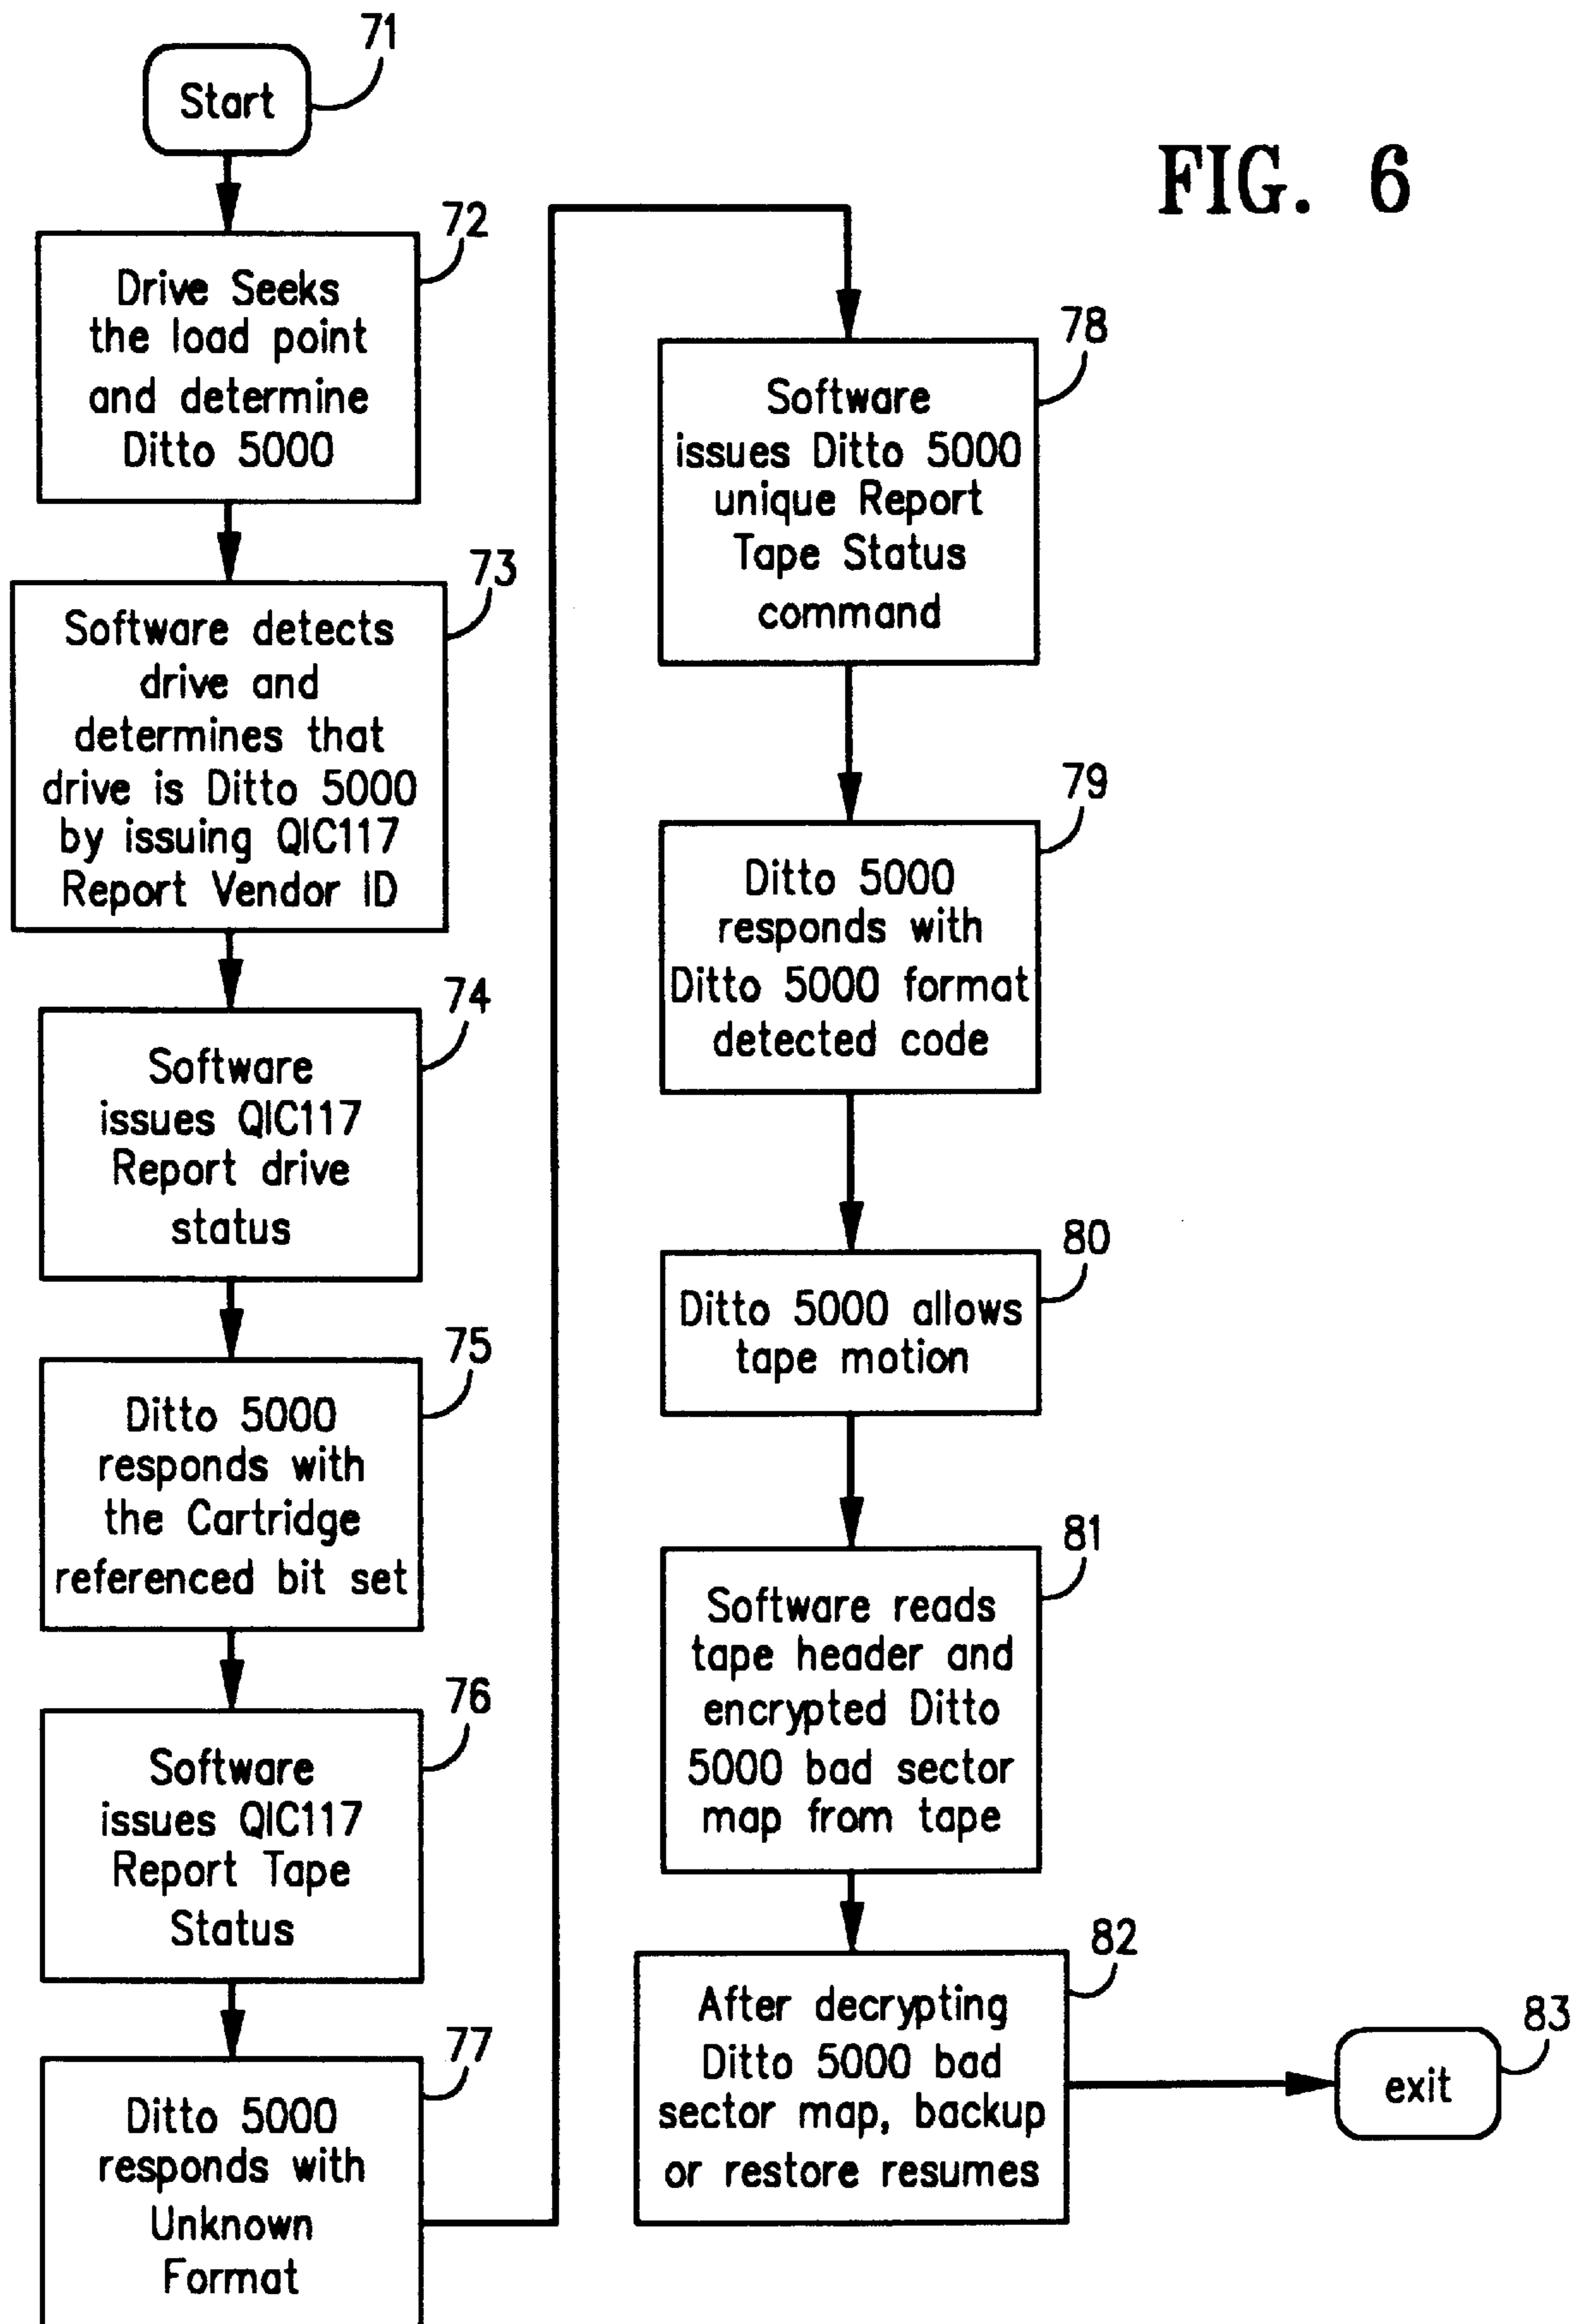 FIG. 6
71
Start
72
Drive Seeks
the load point
and determine
Ditto 5000
73
Software detects
drive and
determines that
drive is Ditto 5000
by issuing QIC117
Report Vendor ID
74
Software
issues QIC117
Report drive
status
75
Ditto 5000
responds with
the Cartridge
referenced bit set
76
Software
issues QIC117
Report Tape
Status
77
Ditto 5000
responds with
Unknown
Format
78
Software
issues Ditto 5000
unique Report
Tape Status
command
79
Ditto 5000
responds with
Ditto 5000 format
detected code
80
Ditto 5000 allows
tape motion
81
Software reads
tape header and
encrypted Ditto
5000 bad sector
map from tape
82
After decrypting
Ditto 5000 bad
sector map, backup
or restore resumes
83
exit